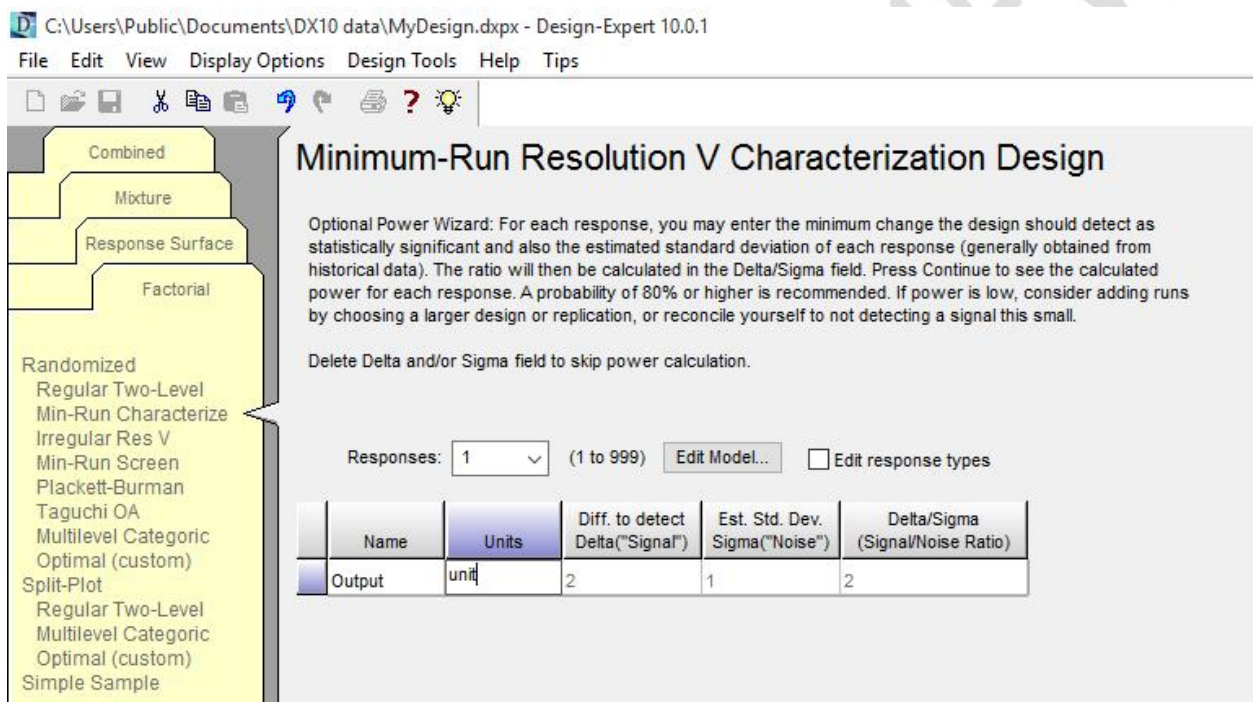 C:\Users\Public\Documents\DX10 data\MyDesign.dxpx - Design-Expert 10.0.1
File Edit View Display Options Design Tools Help Tips
Combined
Mixture
Response Surface
Factorial
Randomized
Regular Two-Level
Min-Run Characterize
Irregular Res V
Min-Run Screen
Plackett-Burman
Taguchi OA
Multilevel Categoric
Optimal (custom)
Split-Plot
Regular Two-Level
Multilevel Categoric
Optimal (custom)
Simple Sample
Minimum-Run Resolution V Characterization Design
Optional Power Wizard: For each response, you may enter the minimum change the design should detect as
statistically significant and also the estimated standard deviation of each response (generally obtained from
historical data). The ratio will then be calculated in the Delta/Sigma field. Press Continue to see the calculated
power for each response. A probability of 80% or higher is recommended. If power is low, consider adding runs
by choosing a larger design or replication, or reconcile yourself to not detecting a signal this small.
Delete Delta and/or Sigma field to skip power calculation.
Responses: 1 (1 to 999) Edit Model... Edit response types
Name Units Diff. to detect Delta("Signal") Est. Std. Dev. Sigma("Noise") Delta/Sigma (Signal/Noise Ratio)
Output unit 2 1 2